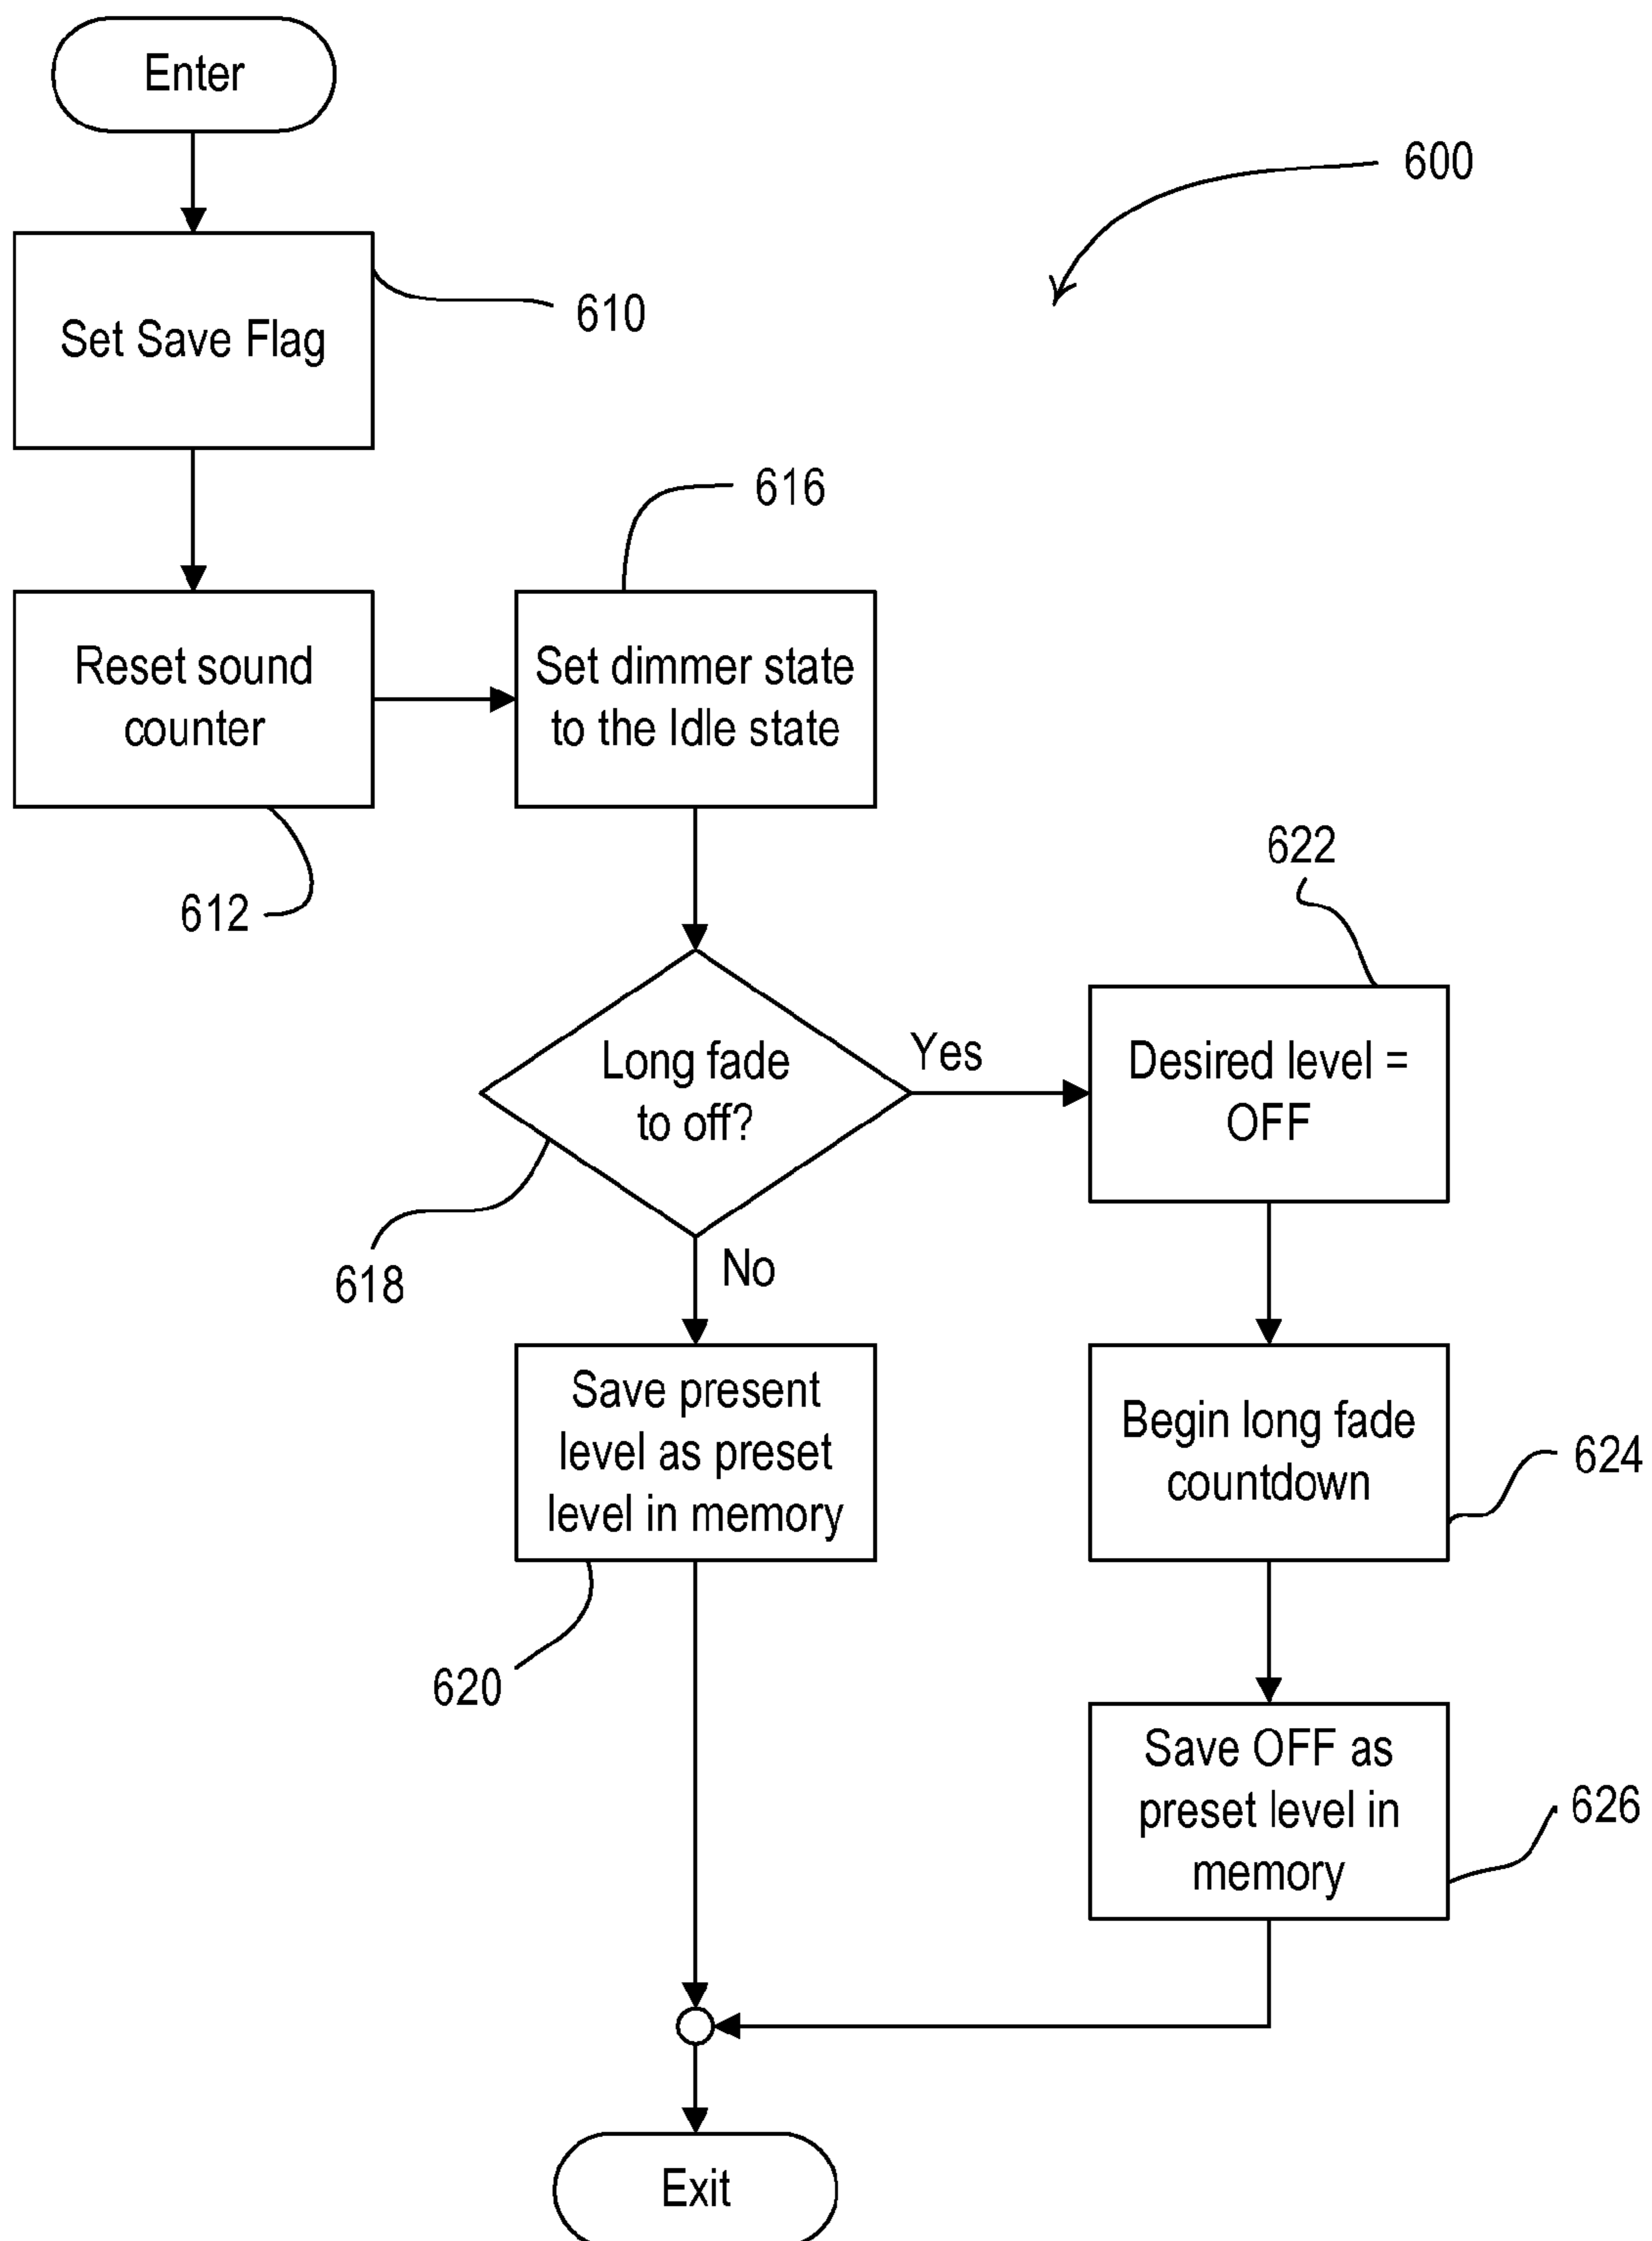 Enter
600
Set Save Flag
610
616
Reset sound
counter
Set dimmer state
to the Idle state
612
622
Long fade
to off?
Yes
Desired level =
OFF
618
No
Save present
level as preset
level in memory
Begin long fade
countdown
624
620
Save OFF as
preset level in
memory
626
Exit